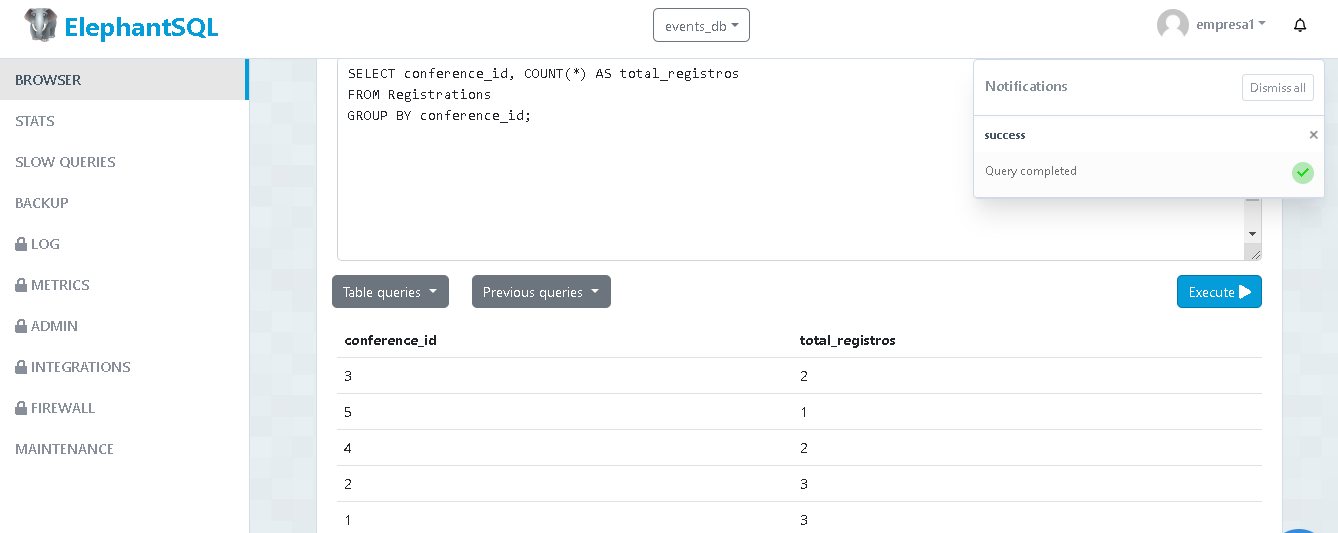 ElephantSQL
events_db
empresa1
BROWSER
STATS
SLOW QUERIES
BACKUP
LOG
METRICS
ADMIN
INTEGRATIONS
FIREWALL
MAINTENANCE
SELECT conference_id, COUNT(*) AS total_registros
FROM Registrations
GROUP BY conference_id;
Notifications
Dismiss all
success
×
Query completed
Table queries
Previous queries
Execute
conference_id total_registros
3 2
5 1
4 2
2 3
1 3